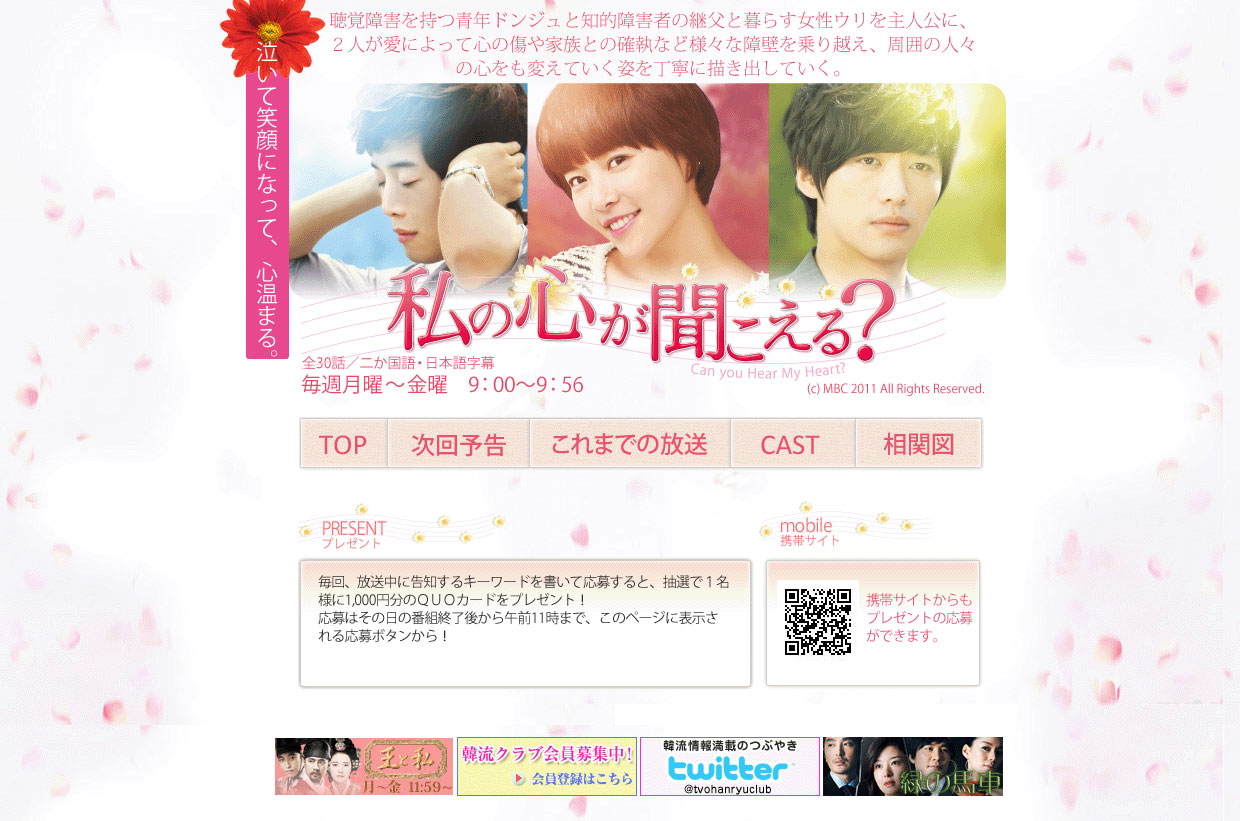 聴覚障害を持つ青年ドンジュと知的障害者の継父と暮らす女性ウリを主人公に、
２人が愛によって心の傷や家族との確執など様々な障壁を乗り越え、周囲の人々
の心をも変えていく姿を丁寧に描き出していく。
泣いて笑顔になって、心温まる。
私の心が聞こえる?
Can you Hear My Heart?
全30話／二か国語・日本語字幕
毎週月曜～金曜　9：00～9：56
(c) MBC 2011 All Rights Reserved.
TOP
次回予告
これまでの放送
CAST
相関図
PRESENT
プレゼント
毎回、放送中に告知するキーワードを書いて応募すると、抽選で１名
様に1,000円分のＱＵＯカードをプレゼント！
応募はその日の番組終了後から午前11時まで、このページに表示さ
れる応募ボタンから！
mobile
携帯サイト
携帯サイトからも
プレゼントの応募
ができます。
王と私
月～金 11:59～
韓流クラブ会員募集中!
会員登録はこちら
韓流情報満載のつぶやき
twitter
@tvohanryuclub
緑の馬車